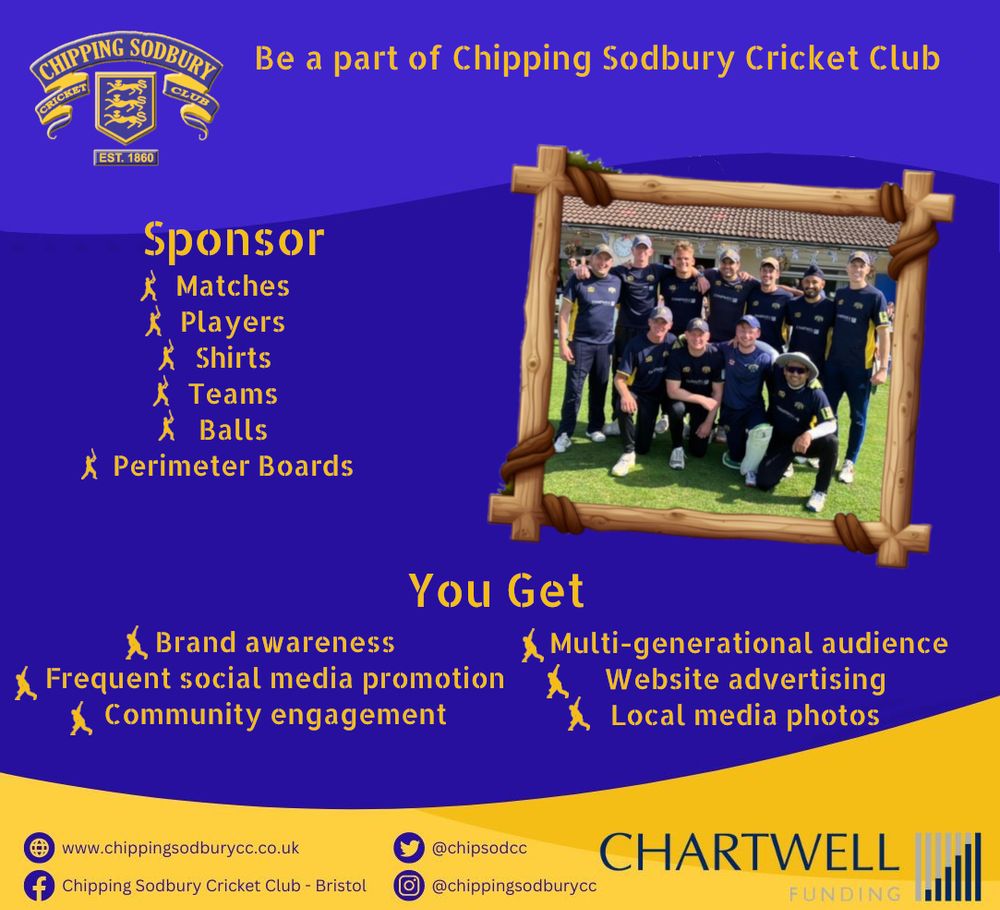 CHIPPING SODBURY
CRICKET CLUB
EST. 1860
Be a part of Chipping Sodbury Cricket Club
Sponsor
Matches
Players
Shirts
Teams
Balls
Perimeter Boards
You Get
Brand awareness
Frequent social media promotion
Community engagement
Multi-generational audience
Website advertising
Local media photos
www.chippingsodburycc.co.uk
Chipping Sodbury Cricket Club - Bristol
@chipsodcc
@chippingsodburycc
CHARTWELL
FUNDING